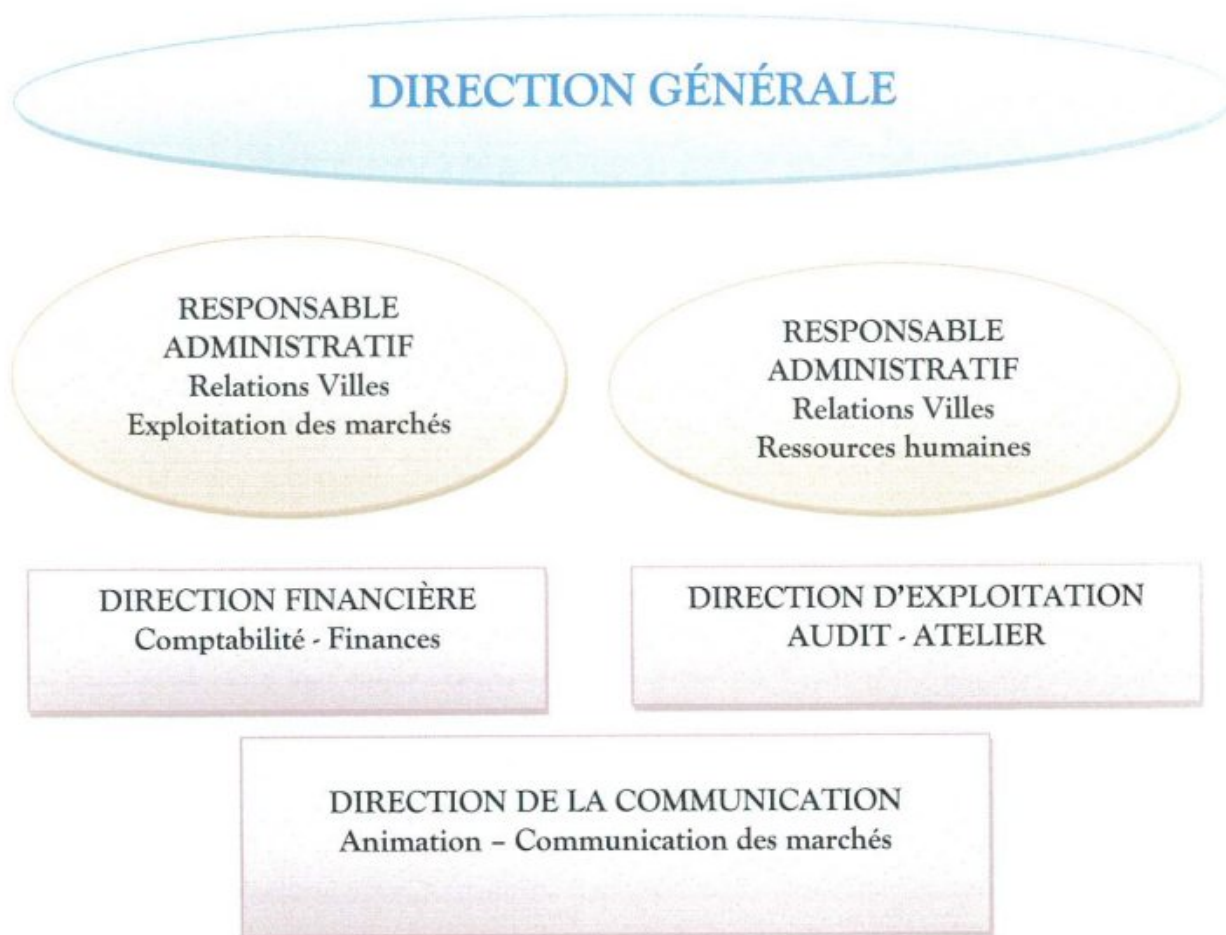 DIRECTION GÉNÉRALE
RESPONSABLE
ADMINISTRATIF
Relations Villes
Exploitation des marchés
RESPONSABLE
ADMINISTRATIF
Relations Villes
Ressources humaines
DIRECTION FINANCIÈRE
Comptabilité - Finances
DIRECTION D'EXPLOITATION
AUDIT - ATELIER
DIRECTION DE LA COMMUNICATION
Animation – Communication des marchés